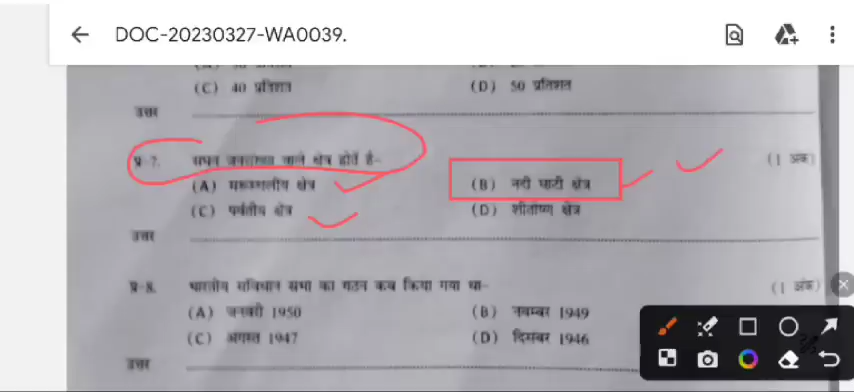 DOC-20230327-WA0039.
(C) 40 प्रतिशत (D) 50 प्रतिशत
उत्तर
प्र-7. सघन जनसंख्या वाले क्षेत्र होतें है- (1 अंक)
(A) मरूस्थलीय क्षेत्र (B) नदी घाटी क्षेत्र
(C) पर्वतीय क्षेत्र (D) शीतोष्ण क्षेत्र
उत्तर
प्र-8. भारतीय संविधान सभा का गठन कब किया गया था- (1 अंक)
(A) जनवरी 1950 (B) नवम्बर 1949
(C) अगस्त 1947 (D) दिसंबर 1946
उत्तर